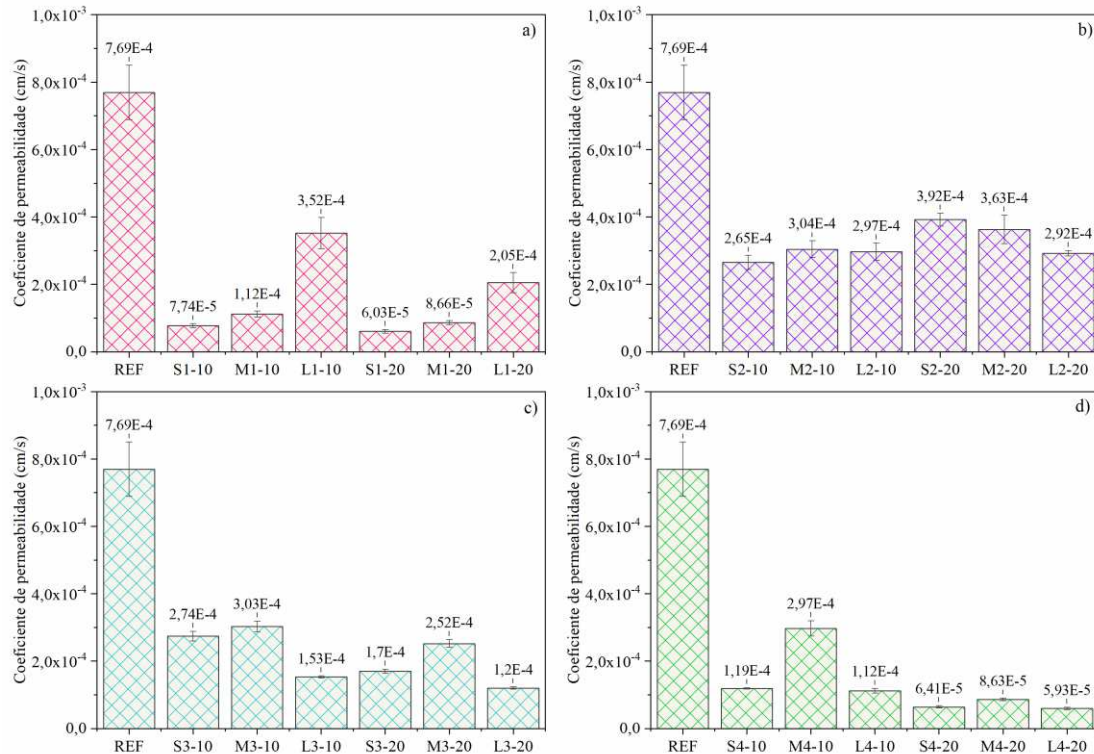 a)
Coeficiente de permeabilidade (cm/s)
1,0x10⁻³
8,0x10⁻⁴
6,0x10⁻⁴
4,0x10⁻⁴
2,0x10⁻⁴
0,0
7,69E-4
7,74E-5
1,12E-4
3,52E-4
6,03E-5
8,66E-5
2,05E-4
REF S1-10 M1-10 L1-10 S1-20 M1-20 L1-20
b)
Coeficiente de permeabilidade (cm/s)
1,0x10⁻³
8,0x10⁻⁴
6,0x10⁻⁴
4,0x10⁻⁴
2,0x10⁻⁴
0,0
7,69E-4
2,65E-4
3,04E-4
2,97E-4
3,92E-4
3,63E-4
2,92E-4
REF S2-10 M2-10 L2-10 S2-20 M2-20 L2-20
c)
Coeficiente de permeabilidade (cm/s)
1,0x10⁻³
8,0x10⁻⁴
6,0x10⁻⁴
4,0x10⁻⁴
2,0x10⁻⁴
0,0
7,69E-4
2,74E-4
3,03E-4
1,53E-4
1,7E-4
2,52E-4
1,2E-4
REF S3-10 M3-10 L3-10 S3-20 M3-20 L3-20
d)
Coeficiente de permeabilidade (cm/s)
1,0x10⁻³
8,0x10⁻⁴
6,0x10⁻⁴
4,0x10⁻⁴
2,0x10⁻⁴
0,0
7,69E-4
1,19E-4
2,97E-4
1,12E-4
6,41E-5
8,63E-5
5,93E-5
REF S4-10 M4-10 L4-10 S4-20 M4-20 L4-20